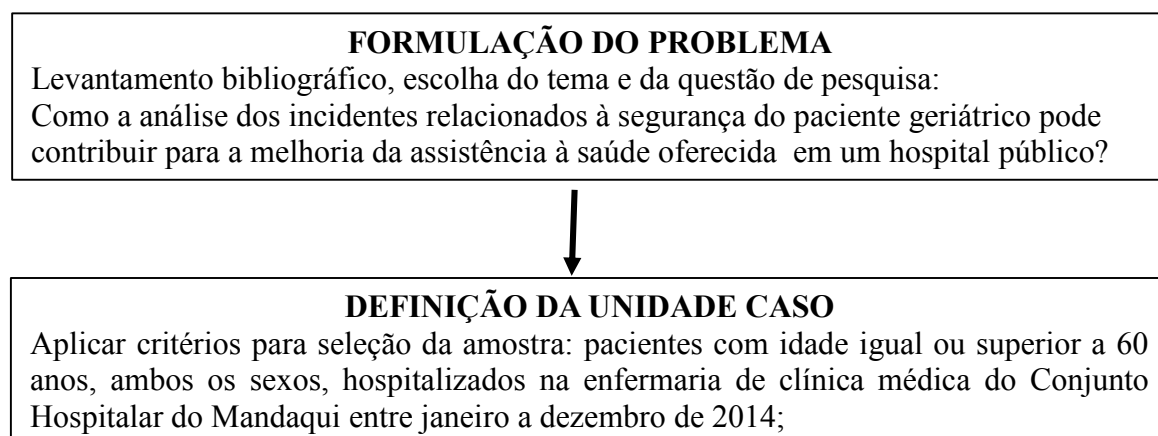 FORMULAÇÃO DO PROBLEMA
Levantamento bibliográfico, escolha do tema e da questão de pesquisa:
Como a análise dos incidentes relacionados à segurança do paciente geriátrico pode
contribuir para a melhoria da assistência à saúde oferecida em um hospital público?
DEFINIÇÃO DA UNIDADE CASO
Aplicar critérios para seleção da amostra: pacientes com idade igual ou superior a 60
anos, ambos os sexos, hospitalizados na enfermaria de clínica médica do Conjunto
Hospitalar do Mandaqui entre janeiro a dezembro de 2014;